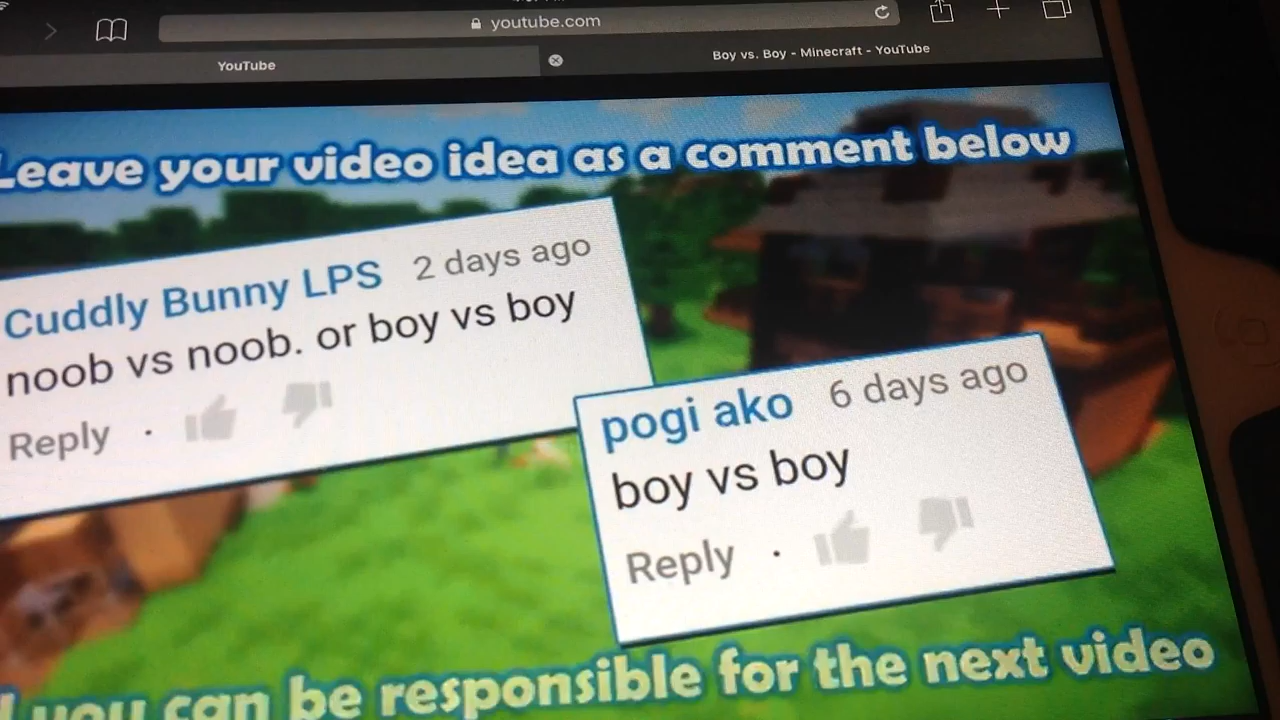 youtube.com
YouTube
Boy vs. Boy - Minecraft - YouTube
Leave your video idea as a comment below
Cuddly Bunny LPS 2 days ago
noob vs noob. or boy vs boy
Reply ·
pogi ako 6 days ago
boy vs boy
Reply ·
you can be responsible for the next video